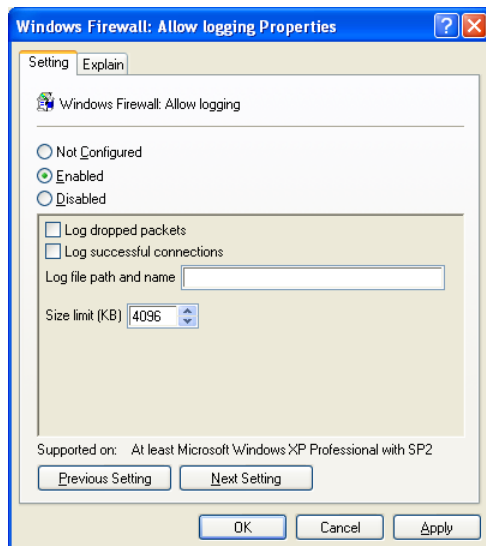 Windows Firewall: Allow logging Properties
Setting Explain
Windows Firewall: Allow logging
Not Configured
Enabled
Disabled
Log dropped packets
Log successful connections
Log file path and name
Size limit (KB) 4096
Supported on: At least Microsoft Windows XP Professional with SP2
Previous Setting Next Setting
OK Cancel Apply